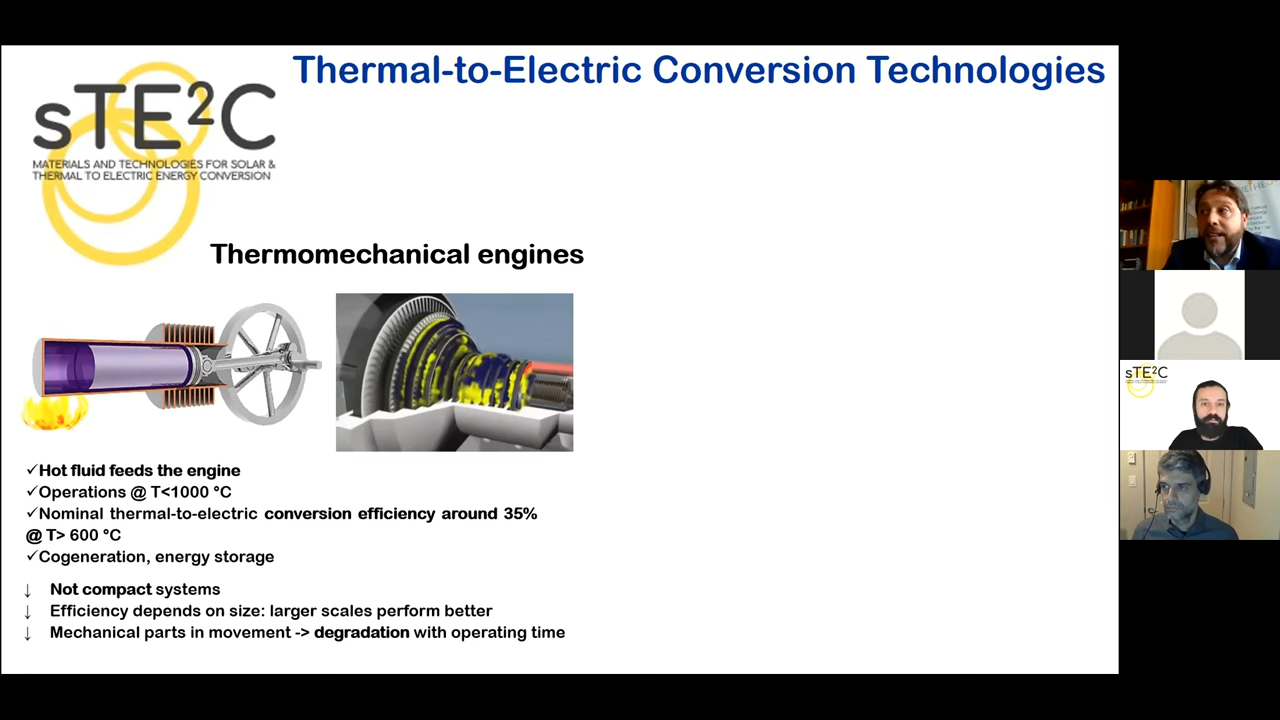 Thermal-to-Electric Conversion Technologies
sTE²C
MATERIALS AND TECHNOLOGIES FOR SOLAR &
THERMAL TO ELECTRIC ENERGY CONVERSION
Thermomechanical engines
✓Hot fluid feeds the engine
✓Operations @ T<1000 °C
✓Nominal thermal-to-electric conversion efficiency around 35%
@ T> 600 °C
✓Cogeneration, energy storage
↓ Not compact systems
↓ Efficiency depends on size: larger scales perform better
↓ Mechanical parts in movement -> degradation with operating time
sTE²C